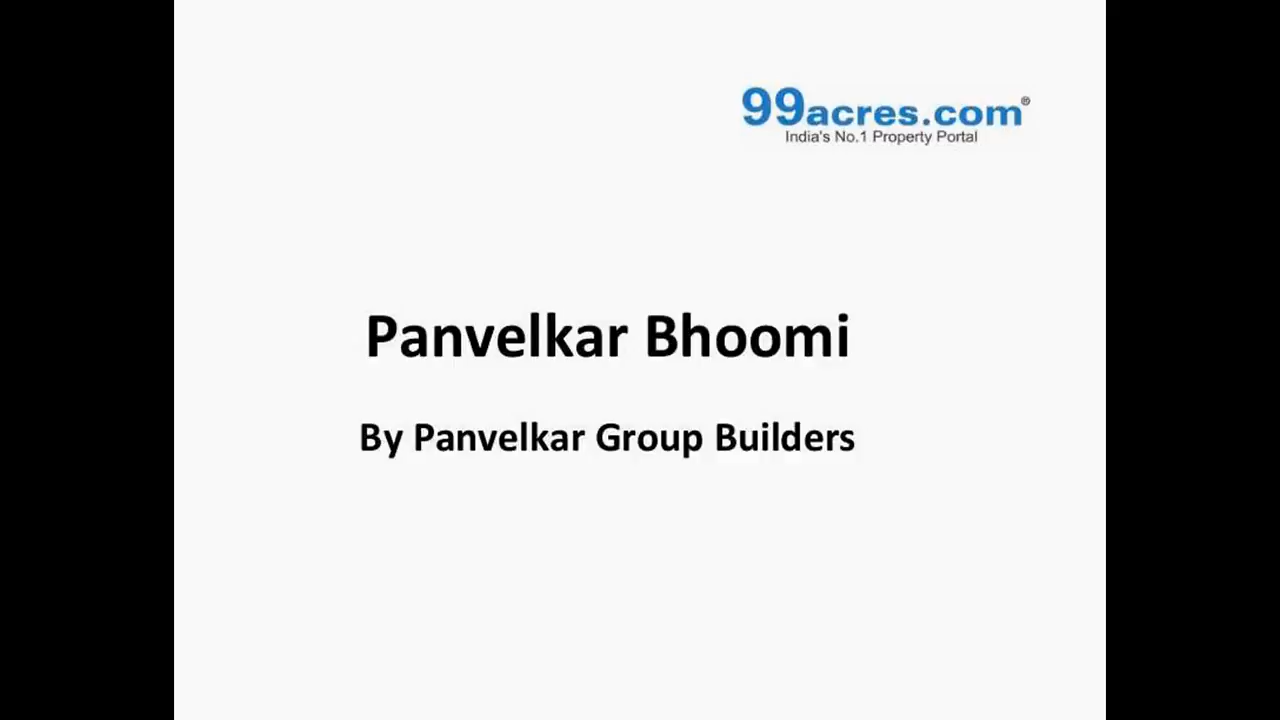 99acres.com®
India's No.1 Property Portal
Panvelkar Bhoomi
By Panvelkar Group Builders